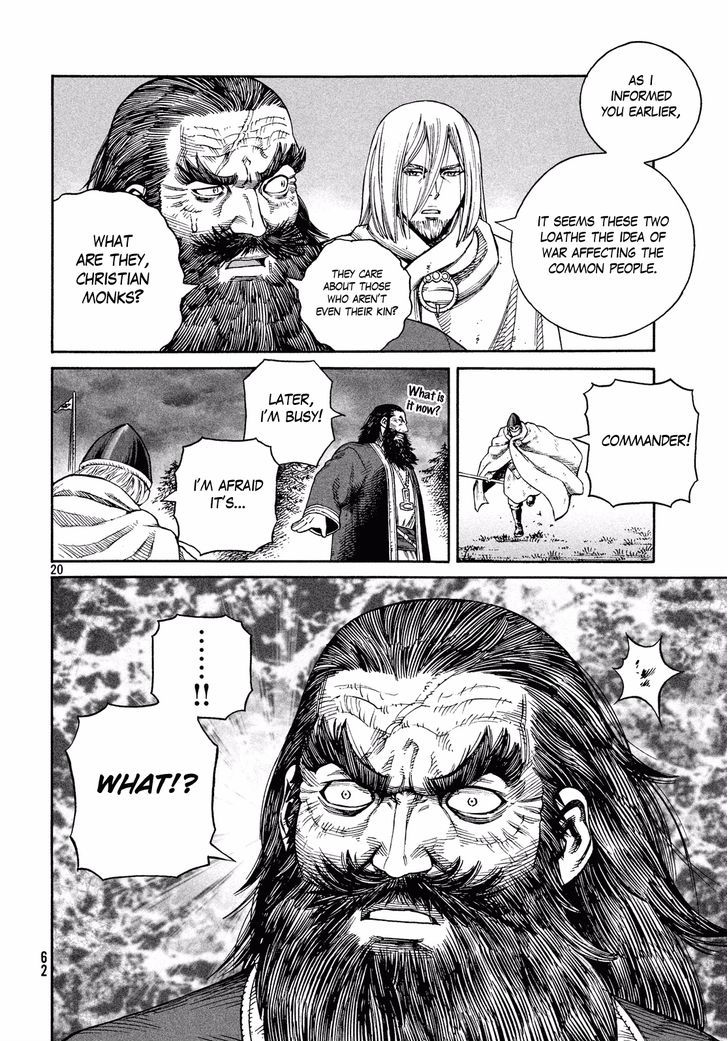 AS I
INFORMED
YOU EARLIER,
IT SEEMS THESE TWO
LOATHE THE IDEA OF
WAR AFFECTING THE
COMMON PEOPLE.
THEY CARE
ABOUT THOSE
WHO AREN'T
EVEN THEIR KIN?
WHAT
ARE THEY,
CHRISTIAN
MONKS?
COMMANDER!
What is
it now?
LATER,
I'M BUSY!
I'M AFRAID
IT'S...
20
......!!
WHAT!?
62